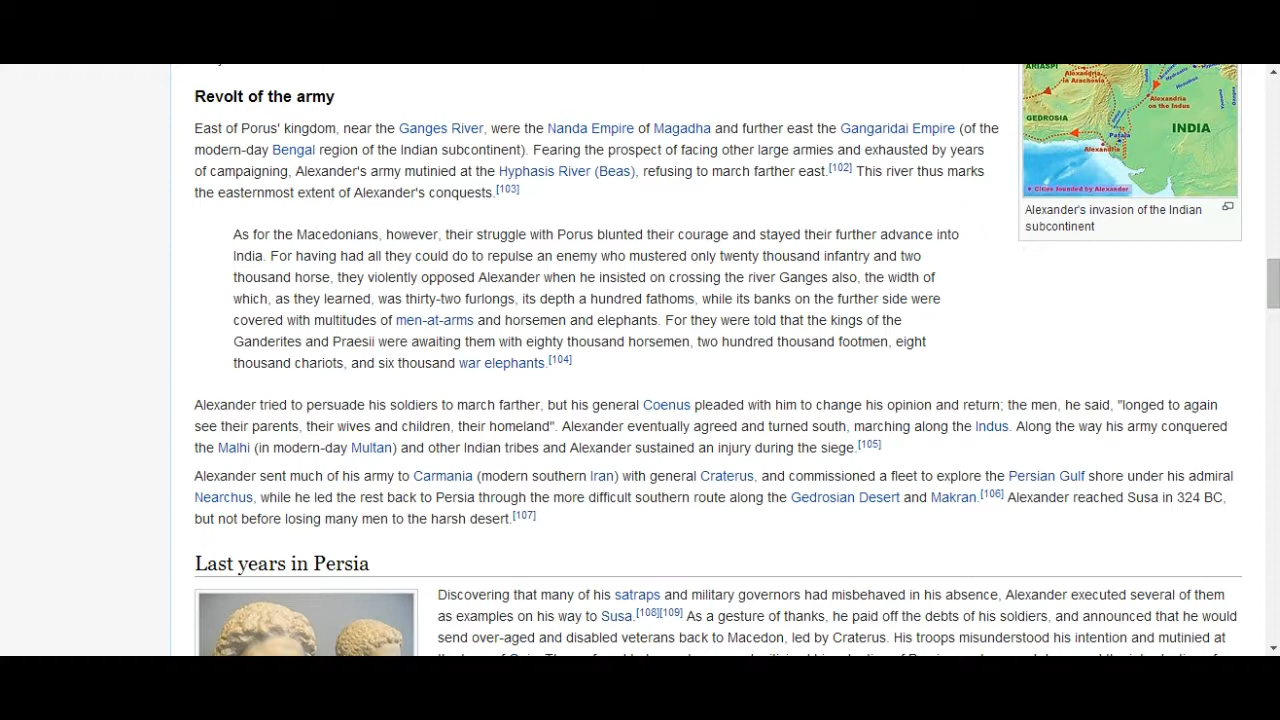 Revolt of the army
East of Porus' kingdom, near the Ganges River, were the Nanda Empire of Magadha and further east the Gangaridai Empire (of the
modern-day Bengal region of the Indian subcontinent). Fearing the prospect of facing other large armies and exhausted by years
of campaigning, Alexander's army mutinied at the Hyphasis River (Beas), refusing to march farther east.[102] This river thus marks
the easternmost extent of Alexander's conquests.[103]
As for the Macedonians, however, their struggle with Porus blunted their courage and stayed their further advance into
India. For having had all they could do to repulse an enemy who mustered only twenty thousand infantry and two
thousand horse, they violently opposed Alexander when he insisted on crossing the river Ganges also, the width of
which, as they learned, was thirty-two furlongs, its depth a hundred fathoms, while its banks on the further side were
covered with multitudes of men-at-arms and horsemen and elephants. For they were told that the kings of the
Ganderites and Praesii were awaiting them with eighty thousand horsemen, two hundred thousand footmen, eight
thousand chariots, and six thousand war elephants.[104]
Alexander tried to persuade his soldiers to march farther, but his general Coenus pleaded with him to change his opinion and return; the men, he said, "longed to again
see their parents, their wives and children, their homeland". Alexander eventually agreed and turned south, marching along the Indus. Along the way his army conquered
the Malhi (in modern-day Multan) and other Indian tribes and Alexander sustained an injury during the siege.[105]
Alexander sent much of his army to Carmania (modern southern Iran) with general Craterus, and commissioned a fleet to explore the Persian Gulf shore under his admiral
Nearchus, while he led the rest back to Persia through the more difficult southern route along the Gedrosian Desert and Makran.[106] Alexander reached Susa in 324 BC,
but not before losing many men to the harsh desert.[107]
Last years in Persia
Discovering that many of his satraps and military governors had misbehaved in his absence, Alexander executed several of them
as examples on his way to Susa.[108][109] As a gesture of thanks, he paid off the debts of his soldiers, and announced that he would
send over-aged and disabled veterans back to Macedon, led by Craterus. His troops misunderstood his intention and mutinied at
ARIASPI
Alexandria
in Arachosia
Alexandria
on the Indus
GEDROSIA
INDIA
Patala
Alexandria
Cities founded by Alexander
Alexander's invasion of the Indian
subcontinent